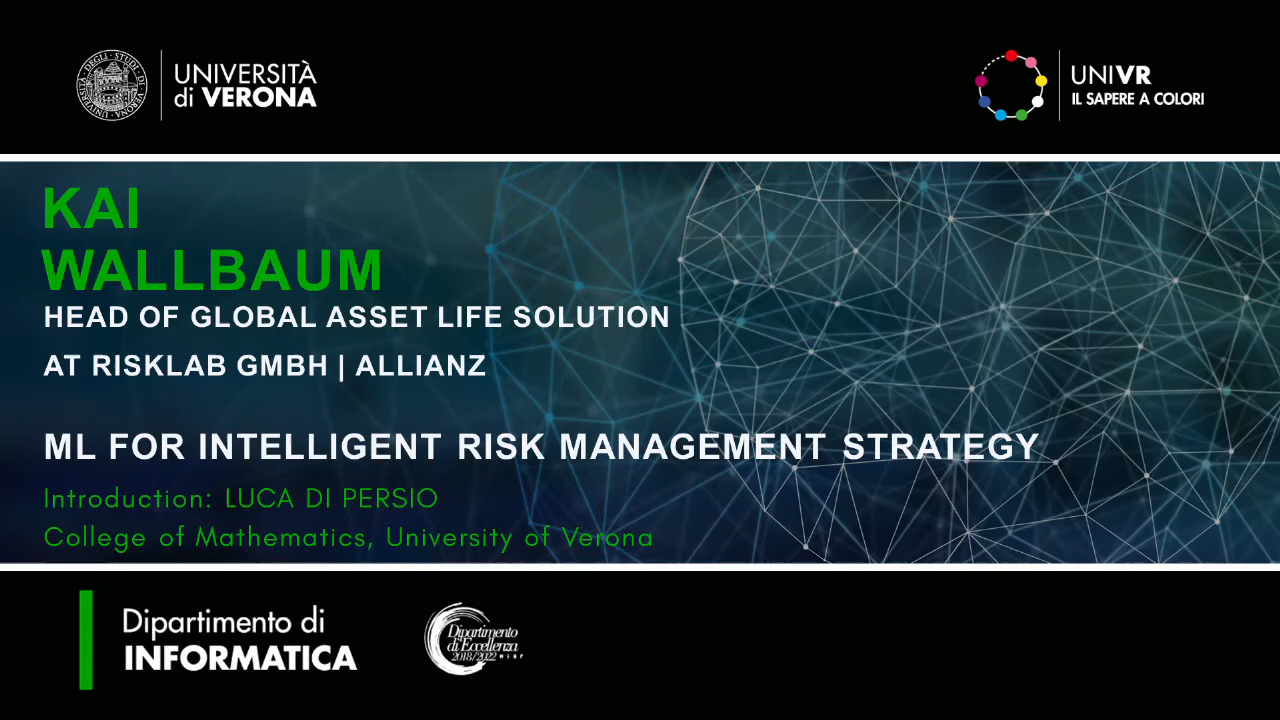 UNIVERSITÀ
di VERONA
UNIVR
IL SAPERE A COLORI
KAI
WALLBAUM
HEAD OF GLOBAL ASSET LIFE SOLUTION
AT RISKLAB GMBH | ALLIANZ
ML FOR INTELLIGENT RISK MANAGEMENT STRATEGY
Introduction: LUCA DI PERSIO
College of Mathematics, University of Verona
Dipartimento di
INFORMATICA
Dipartimento
di Eccellenza
2018/2022